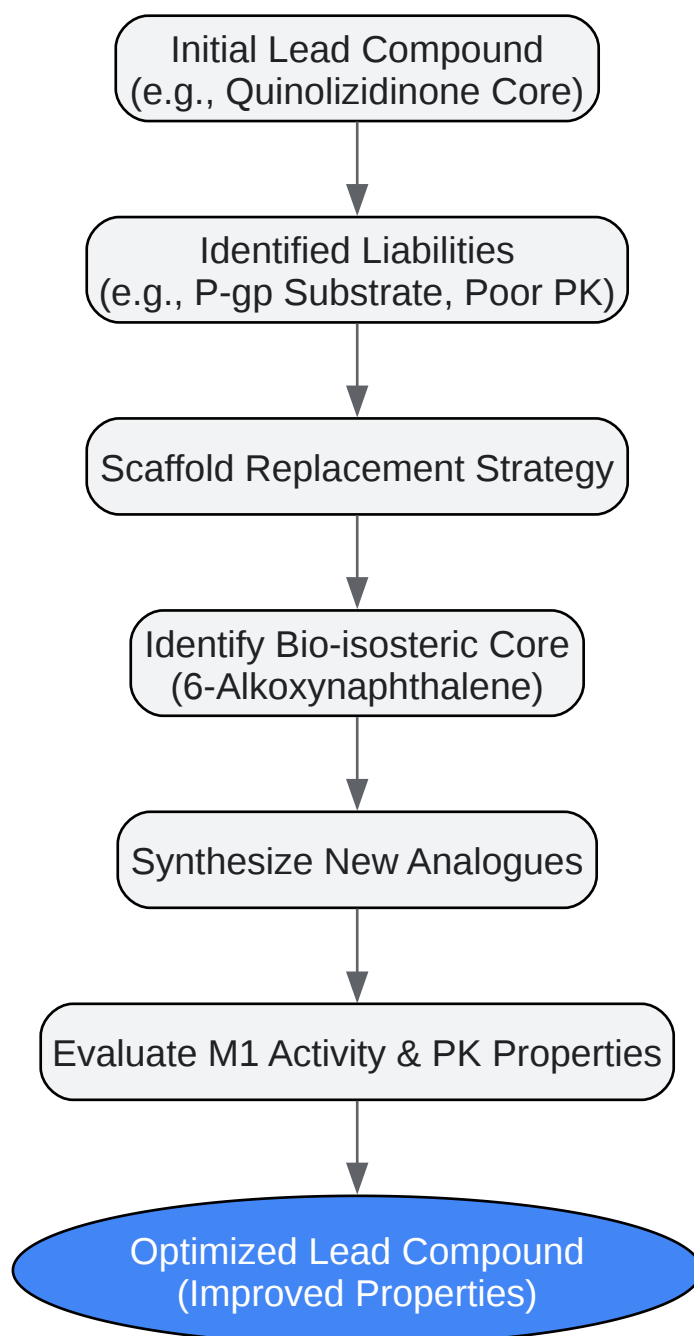 Initial Lead Compound
(e.g., Quinolizidinone Core)
Identified Liabilities
(e.g., P-gp Substrate, Poor PK)
Scaffold Replacement Strategy
Identify Bio-isosteric Core
(6-Alkoxynaphthalene)
Synthesize New Analogues
Evaluate M1 Activity & PK Properties
Optimized Lead Compound
(Improved Properties)